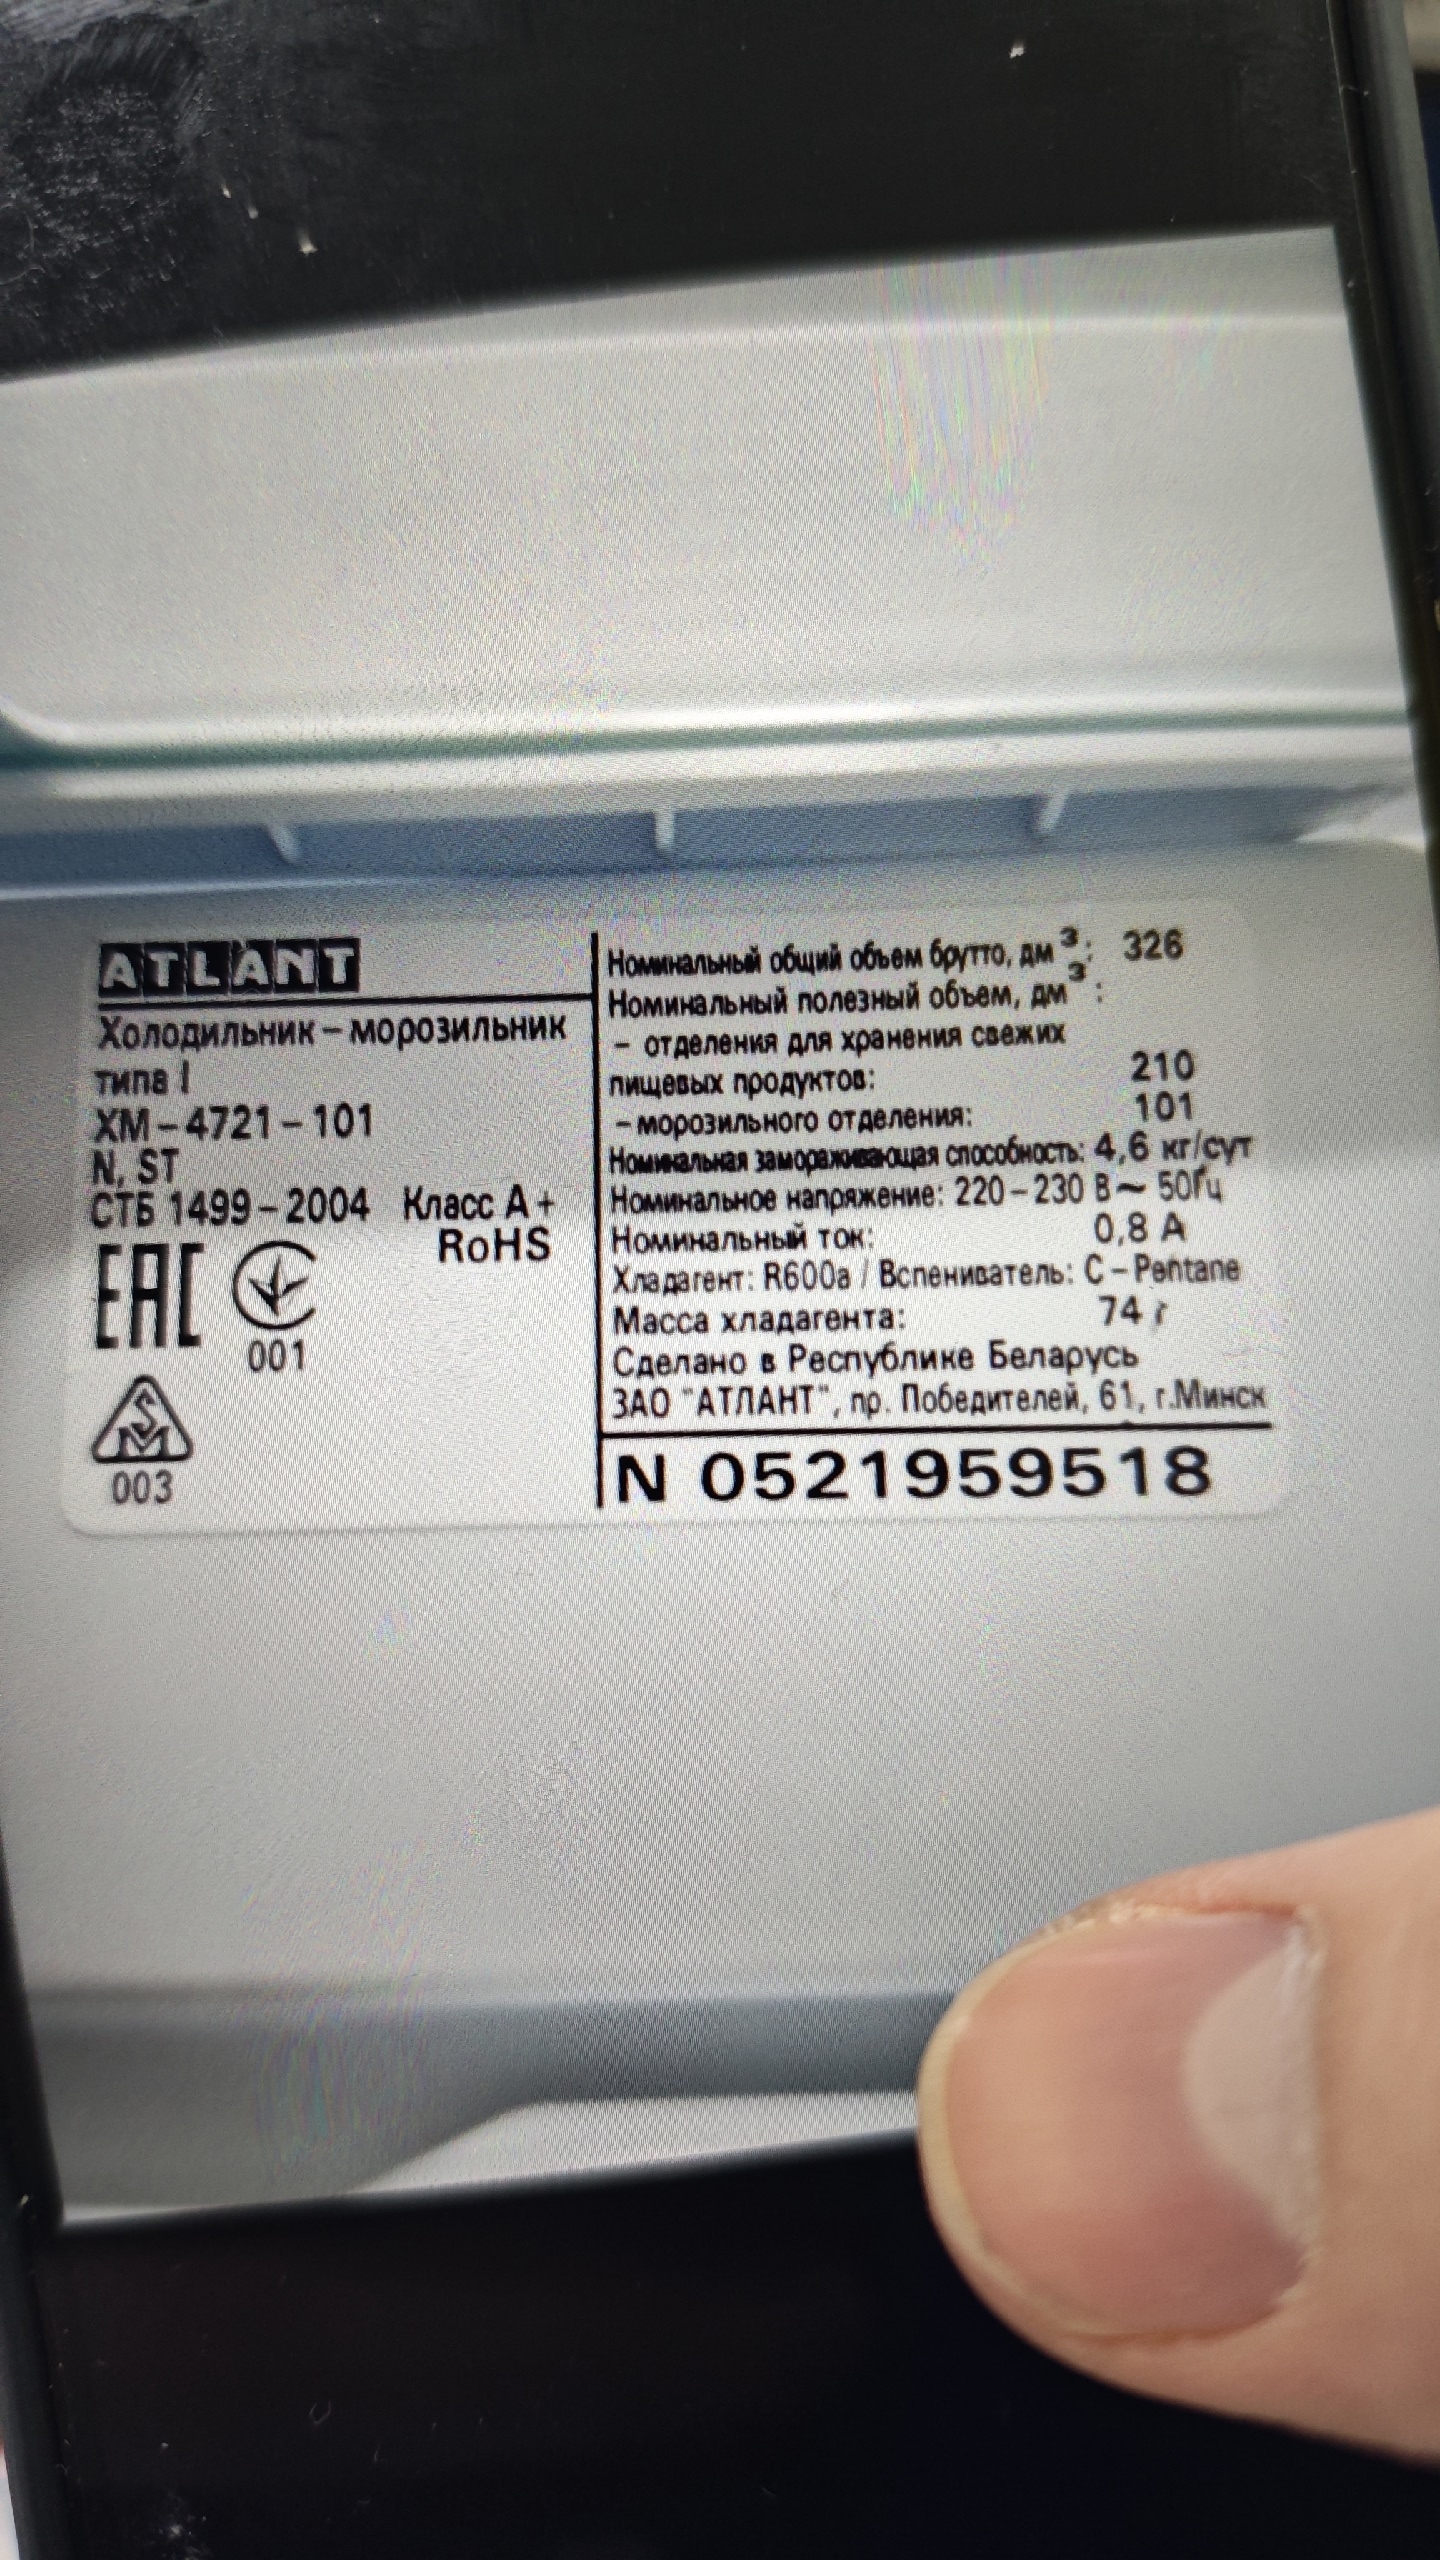 ATLANT
Холодильник – морозильник
типа I
ХМ – 4721 – 101
N, ST
СТБ 1499 – 2004 Класс А+
RoHS
EAC
001
SM
003
Номинальный общий объем брутто, дм³: 326
Номинальный полезный объем, дм³:
– отделения для хранения свежих
пищевых продуктов: 210
– морозильного отделения: 101
Номинальная замораживающая способность: 4,6 кг/сут
Номинальное напряжение: 220 – 230 В ~ 50Гц
Номинальный ток: 0,8 А
Хладагент: R600a / Вспениватель: C – Pentane
Масса хладагента: 74 г
Сделано в Республике Беларусь
ЗАО "АТЛАНТ", пр. Победителей, 61, г.Минск
N 0521959518